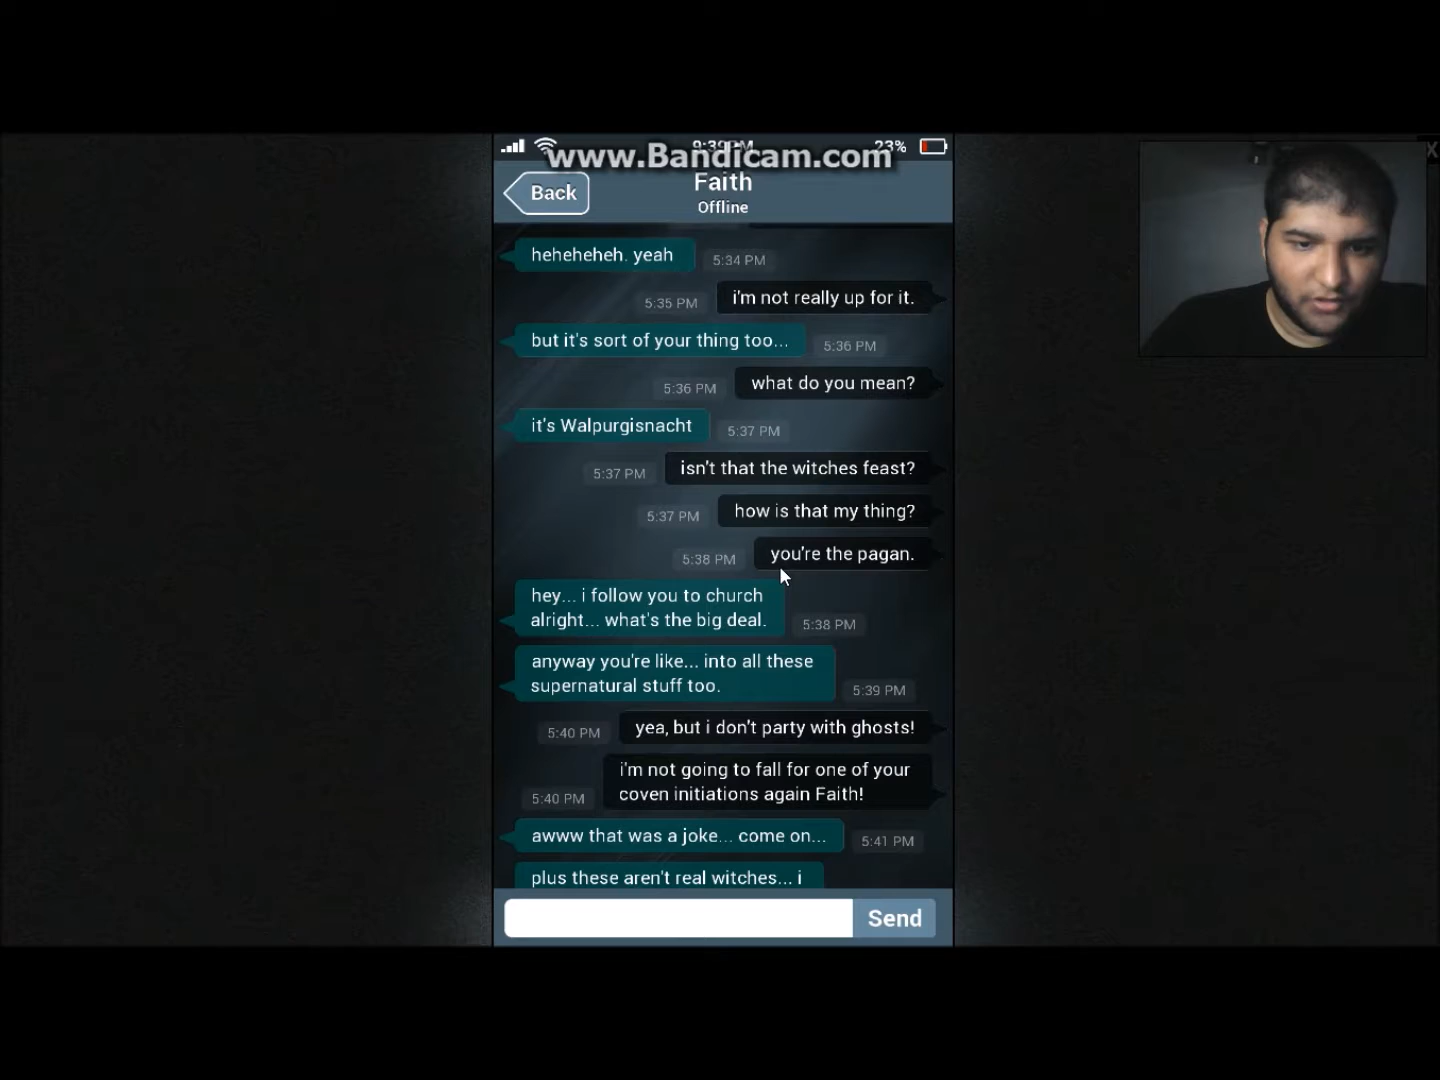 9:39 PM
23%
www.Bandicam.com
Back
Faith
Offline
heheheheh. yeah
5:34 PM
5:35 PM
i'm not really up for it.
but it's sort of your thing too...
5:36 PM
5:36 PM
what do you mean?
it's Walpurgisnacht
5:37 PM
5:37 PM
isn't that the witches feast?
5:37 PM
how is that my thing?
5:38 PM
you're the pagan.
hey... i follow you to church
alright... what's the big deal.
5:38 PM
anyway you're like... into all these
supernatural stuff too.
5:39 PM
5:40 PM
yea, but i don't party with ghosts!
i'm not going to fall for one of your
coven initiations again Faith!
5:40 PM
awww that was a joke... come on...
5:41 PM
plus these aren't real witches... i
Send
X